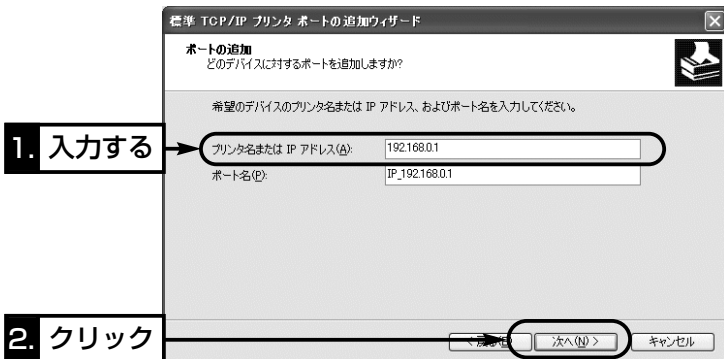 標準 TCP/IP プリンタ ポートの追加ウィザード
ポートの追加
どのデバイスに対するポートを追加しますか?
希望のデバイスのプリンタ名または IP アドレス、およびポート名を入力してください。
1. 入力する
プリンタ名または IP アドレス(A):
192.168.0.1
ポート名(P):
IP_192.168.0.1
2. クリック
次へ(N) >
キャンセル